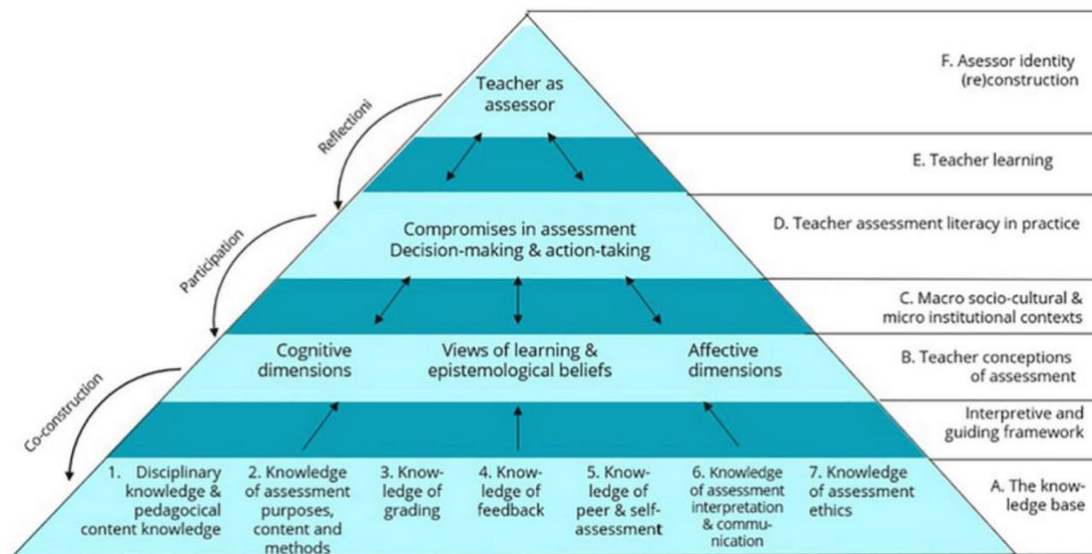 Teacher as
assessor
F. Asessor identity
(re)construction
Reflectioni
E. Teacher learning
Compromises in assessment
Decision-making & action-taking
D. Teacher assessment literacy in practice
Participation
C. Macro socio-cultural &
micro institutional contexts
Cognitive
dimensions
Views of learning &
epistemological beliefs
Affective
dimensions
B. Teacher conceptions
of assessment
Co-construction
Interpretive and
guiding framework
1. Disciplinary
knowledge &
pedagocical
content knowledge
2. Knowledge
of assessment
purposes,
content and
methods
3. Know-
ledge of
grading
4. Know-
ledge of
feedback
5. Know-
ledge of
peer & self-
assessment
6. Knowledge
of assessment
interpretation
& commu-
nication
7. Knowledge
of assessment
ethics
A. The know-
ledge base